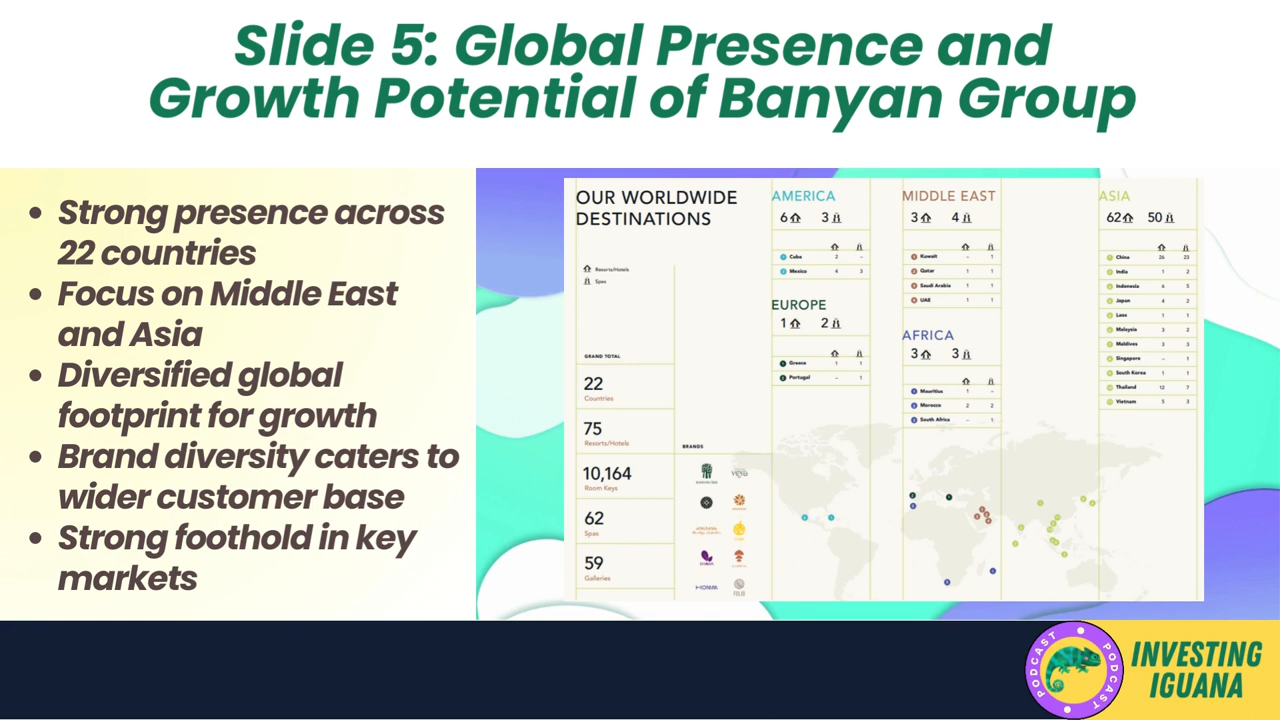 Slide 5: Global Presence and
Growth Potential of Banyan Group
Strong presence across
22 countries
Focus on Middle East
and Asia
Diversified global
footprint for growth
Brand diversity caters to
wider customer base
Strong foothold in key
markets
OUR WORLDWIDE
DESTINATIONS
Resorts/Hotels
Spas
GRAND TOTAL
22
Countries
75
Resorts/Hotels
10,164
Room Keys
62
Spas
59
Galleries
BRANDS
AMERICA
6 3
Cuba 2 –
Mexico 4 3
EUROPE
1 2
Greece 1 1
Portugal – 1
MIDDLE EAST
3 4
Kuwait – 1
Qatar 1 1
Saudi Arabia 1 1
UAE 1 1
AFRICA
3 3
Mauritius 1 –
Morocco 2 2
South Africa – 1
ASIA
62 50
China 26 23
India 1 2
Indonesia 6 5
Japan 4 2
Laos 1 1
Malaysia 3 2
Maldives 3 3
Singapore – 1
South Korea 1 1
Thailand 12 7
Vietnam 5 3
PODCAST
PODCAST
INVESTING
IGUANA